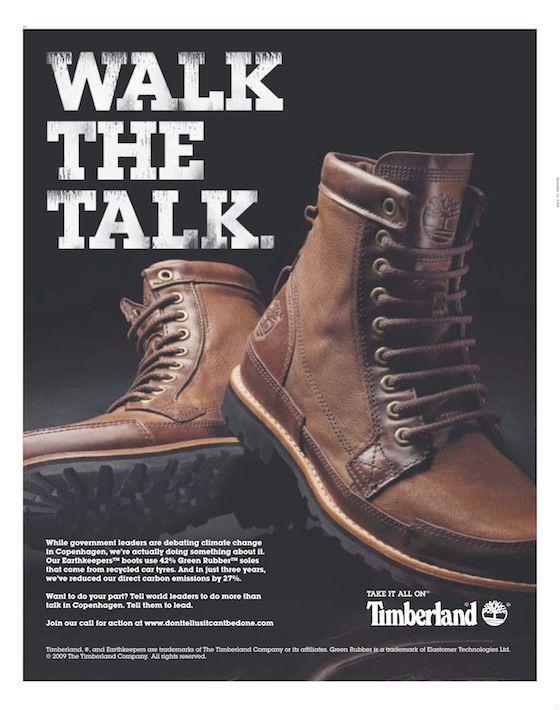 WALK
THE
TALK.
While government leaders are debating climate change
in Copenhagen, we're actually doing something about it.
Our Earthkeepers™ boots use 42% Green Rubber™ soles
that come from recycled car tyres. And in just three years,
we've reduced our direct carbon emissions by 27%.
Want to do your part? Tell world leaders to do more than
talk in Copenhagen. Tell them to lead.
Join our call for action at www.donttellusitcantbedone.com
TAKE IT ALL ON™
Timberland®
Timberland, ®, and Earthkeepers are trademarks of The Timberland Company or its affiliates. Green Rubber is a trademark of Elastomer Technologies Ltd.
© 2009 The Timberland Company. All rights reserved.